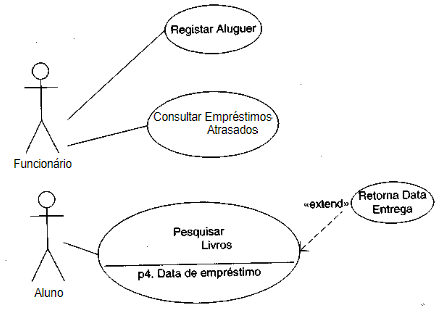 Registar Aluguer
Consultar Empréstimos
Atrasados
Funcionário
Retorna Data
Entrega
«extend»
Pesquisar
Livros
p4. Data de empréstimo
Aluno